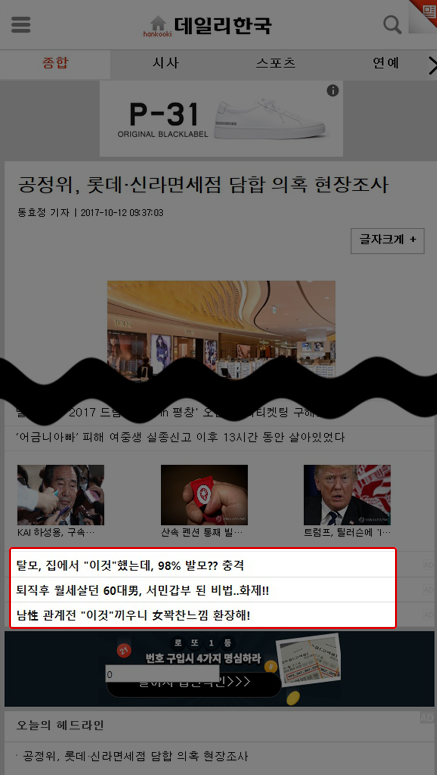 hankooki 데일리한국
종합 시사 스포츠 연예
P-31
ORIGINAL BLACKLABEL
공정위, 롯데·신라면세점 담합 의혹 현장조사
동효정 기자 | 2017-10-12 09:37:03
글자크게 +
2017 드림
in 평창' 오
티켓팅 구해
'어금니아빠' 피해 여중생 실종신고 이후 13시간 동안 살아있었다
KAI 하성용, 구속… 산속 펜션 통째 빌… 트럼프, 틸러슨에 'I…
탈모, 집에서 "이것"했는데, 98% 발모?? 충격
퇴직후 월세살던 60대男, 서민갑부 된 비법..화제!!
남性 관계전 "이것"끼우니 女꽉찬느낌 환장해!
로 또 1 등
번호 구입시 4가지 명심하라
21
0
>>>
AD
오늘의 헤드라인
· 공정위, 롯데·신라면세점 담합 의혹 현장조사